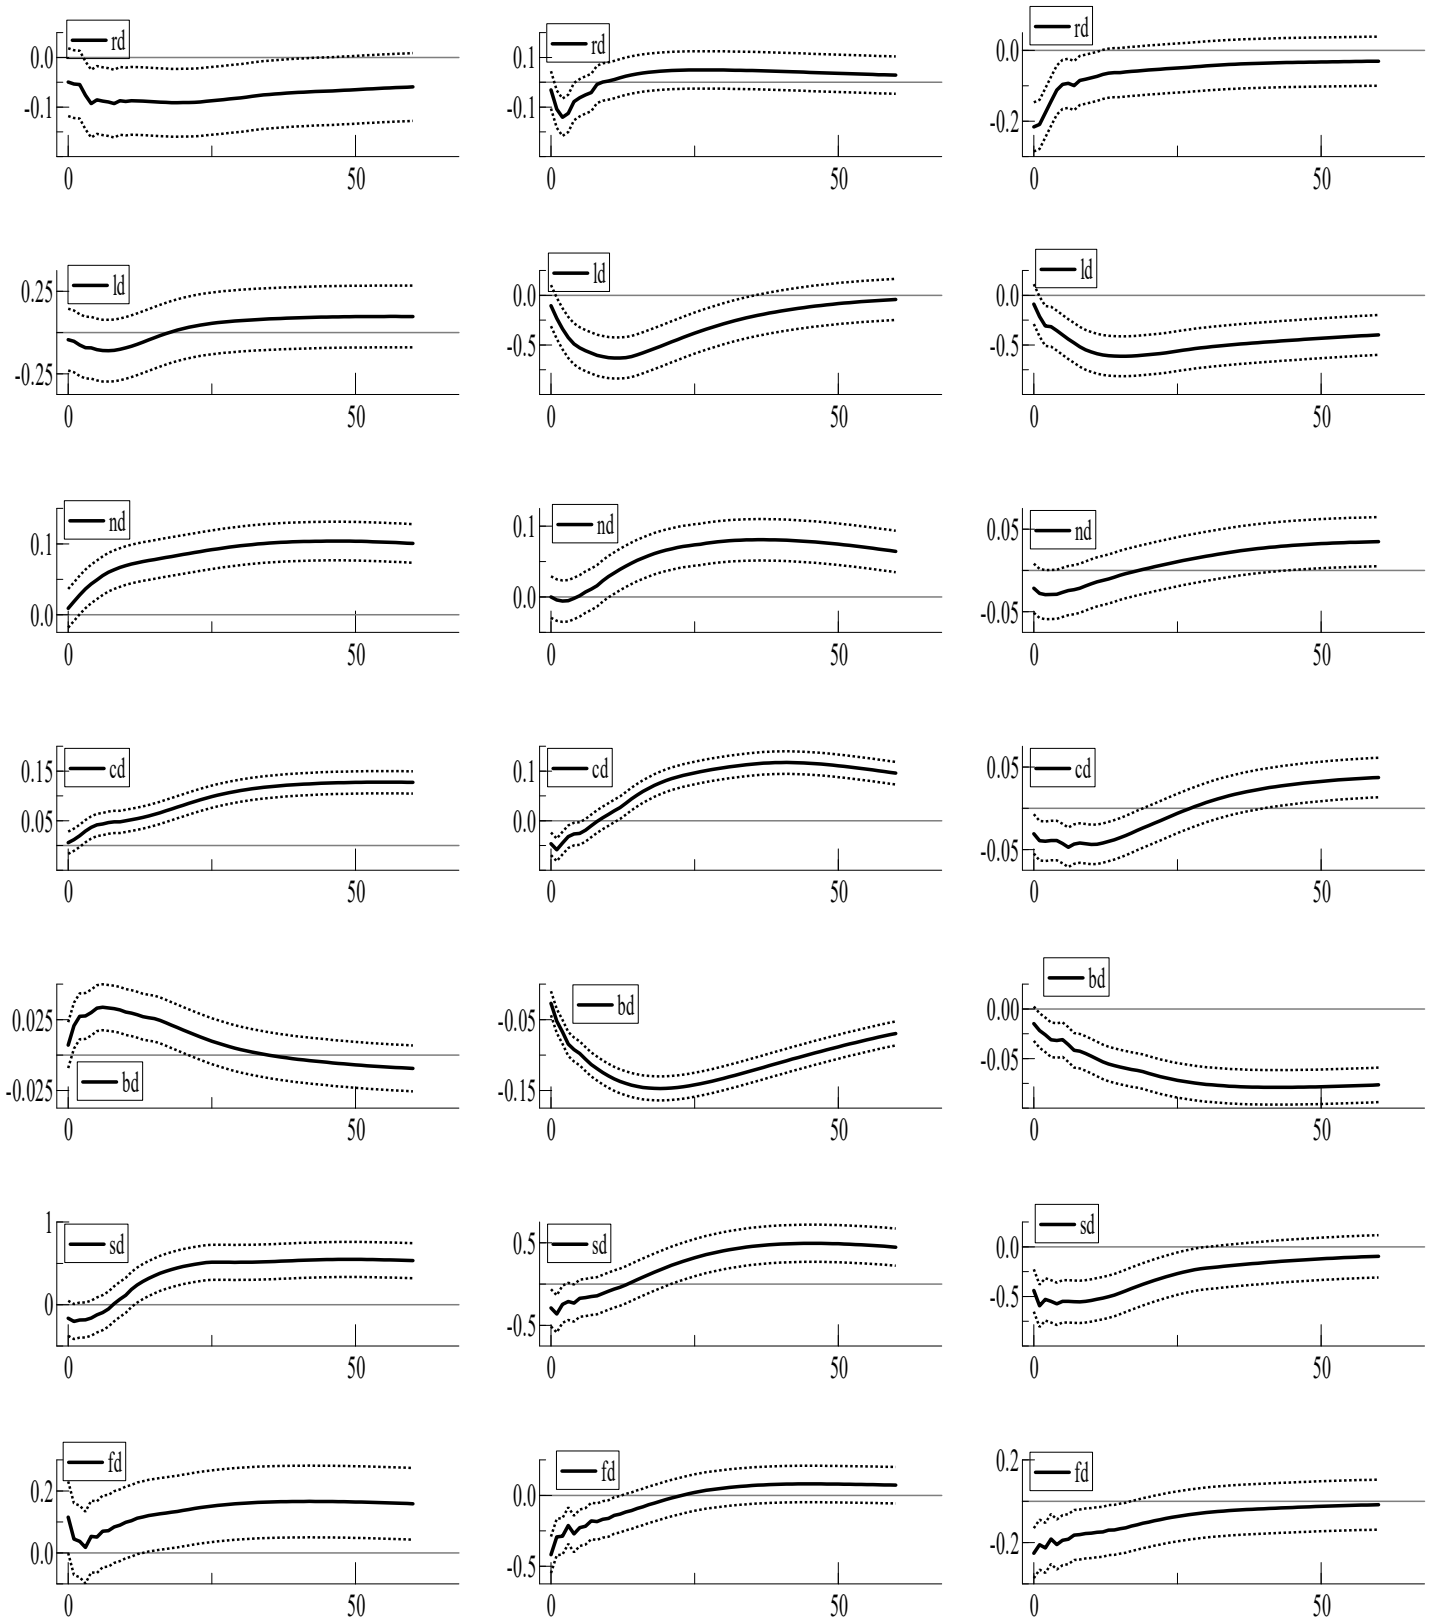 rd rd rd
0.0 0.1 0.0
-0.1 -0.1 -0.2
0 50 0 50 0 50
ld ld ld
0.25 0.0 0.0
-0.25 -0.5 -0.5
0 50 0 50 0 50
nd nd nd
0.1 0.1 0.05
0.0 0.0 -0.05
0 50 0 50 0 50
cd cd cd
0.15 0.1 0.05
0.05 0.0 -0.05
0 50 0 50 0 50
bd bd
0.025 -0.05 0.00
-0.05
bd
-0.025 -0.15
0 50 0 50 0 50
sd sd sd
1 0.5 0.0
0 -0.5 -0.5
0 50 0 50 0 50
fd fd fd
0.2 0.0 0.2
0.0 -0.5 -0.2
0 50 0 50 0 50